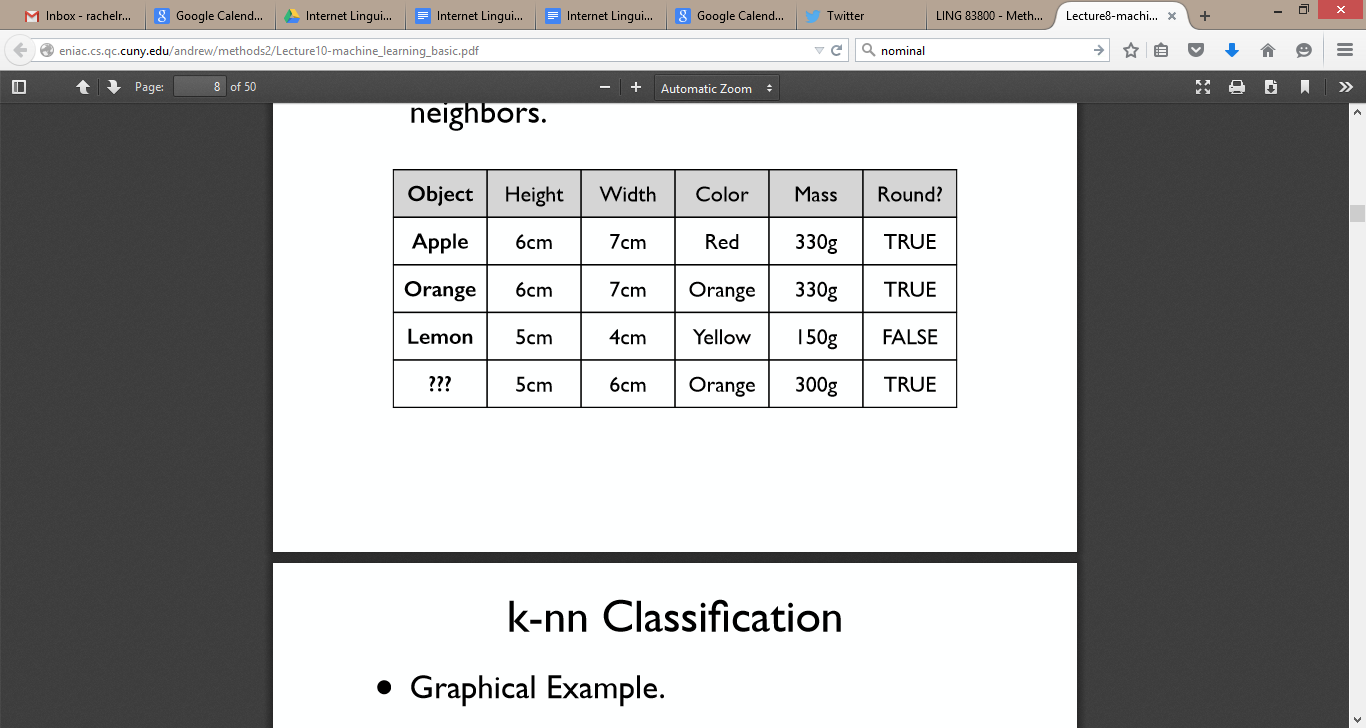 Inbox - rachelr... Google Calend... Internet Lingui... Internet Lingui... Internet Lingui... Google Calend... Twitter LING 83800 - Meth... Lecture8-machi...
eniac.cs.qc.cuny.edu/andrew/methods2/Lecture10-machine_learning_basic.pdf nominal
Page: 8 of 50 Automatic Zoom
neighbors.
Object Height Width Color Mass Round?
Apple 6cm 7cm Red 330g TRUE
Orange 6cm 7cm Orange 330g TRUE
Lemon 5cm 4cm Yellow 150g FALSE
??? 5cm 6cm Orange 300g TRUE
k-nn Classification
• Graphical Example.